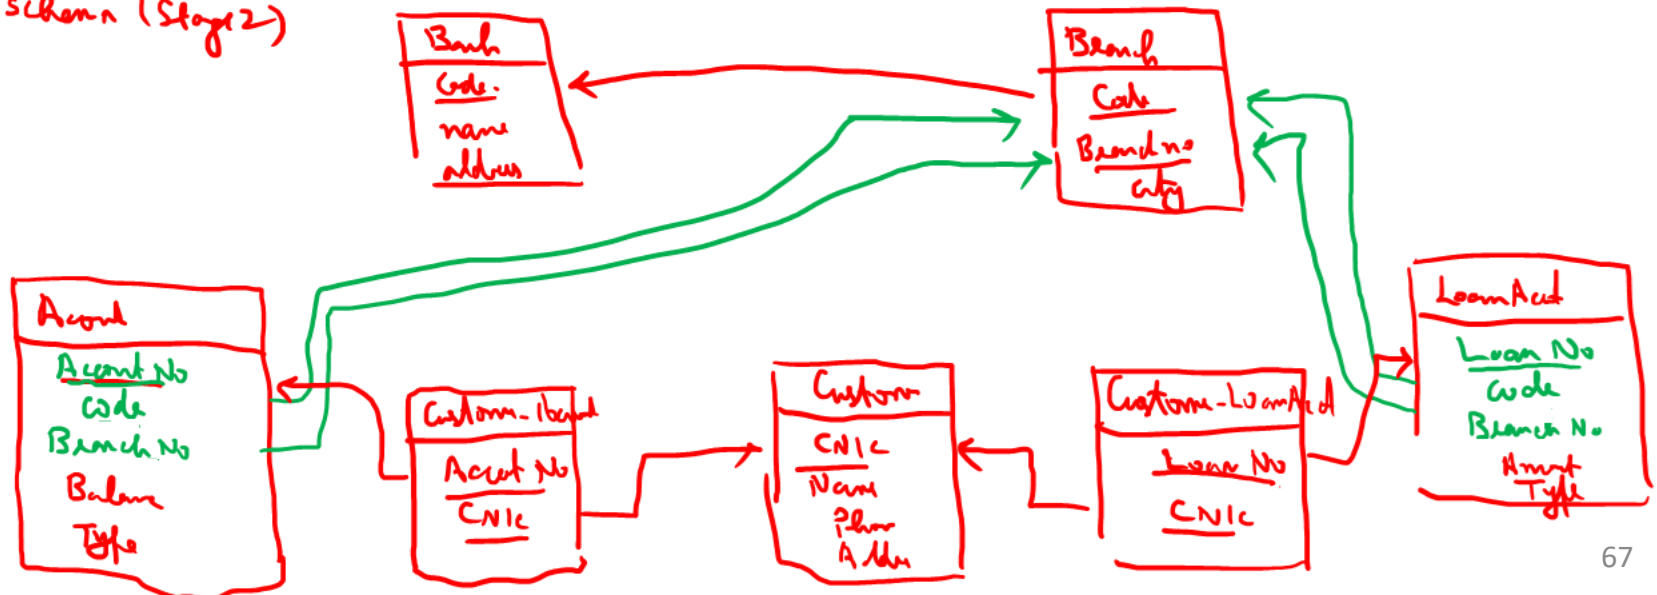 schema (Stage 2)
Bank
Code.
name
address
Branch
Code
Branch no
city
Account
Account No
Code
Branch No
Balance
Type
Customer-
Account No
CNIC
Customer
CNIC
Name
Phone
Addr
Customer-LoanAcct
Loan No
CNIC
LoanAcct
Loan No
Code
Branch No
Amount
Type
67